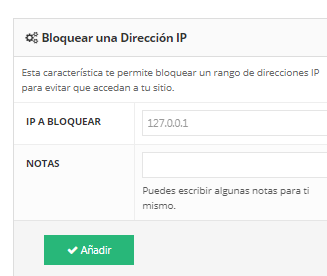 Bloquear una Dirección IP
Esta característica te permite bloquear un rango de direcciones IP
para evitar que accedan a tu sitio.
IP A BLOQUEAR
127.0.0.1
NOTAS
Puedes escribir algunas notas para ti
mismo.
Añadir